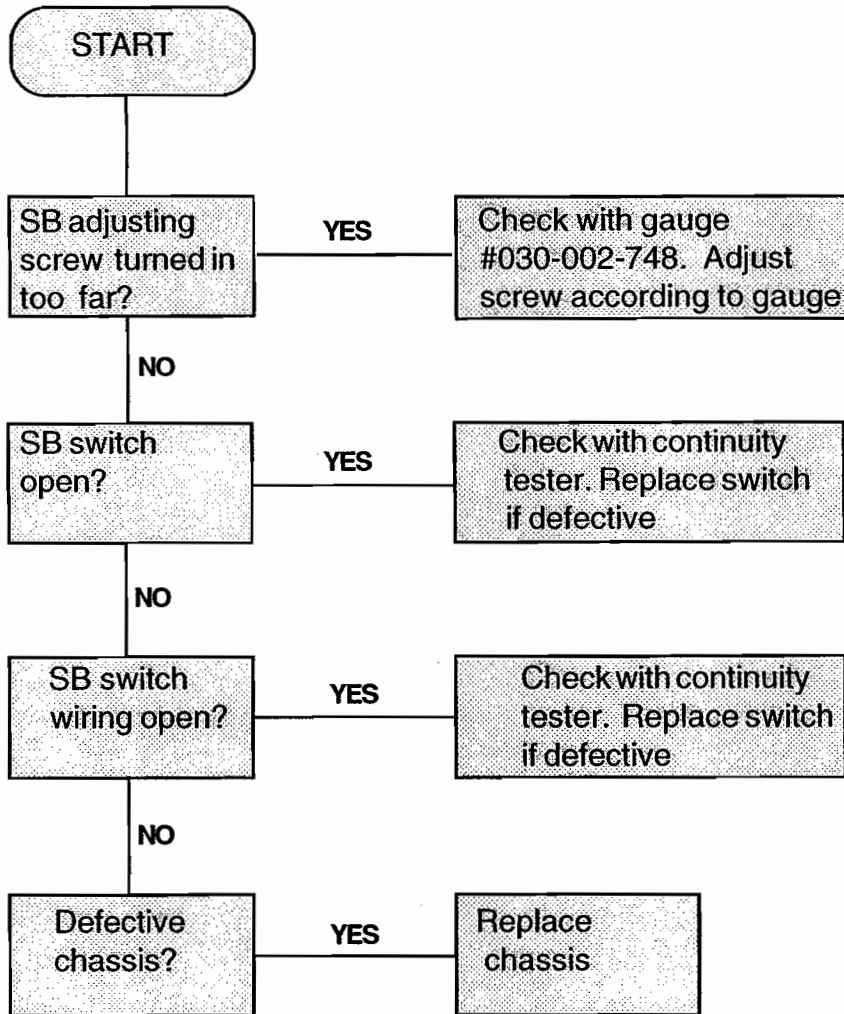 START
SB adjusting
screw turned in
too far?
YES
Check with gauge
#030-002-748. Adjust
screw according to gauge
NO
SB switch
open?
YES
Check with continuity
tester. Replace switch
if defective
NO
SB switch
wiring open?
YES
Check with continuity
tester. Replace switch
if defective
NO
Defective
chassis?
YES
Replace
chassis